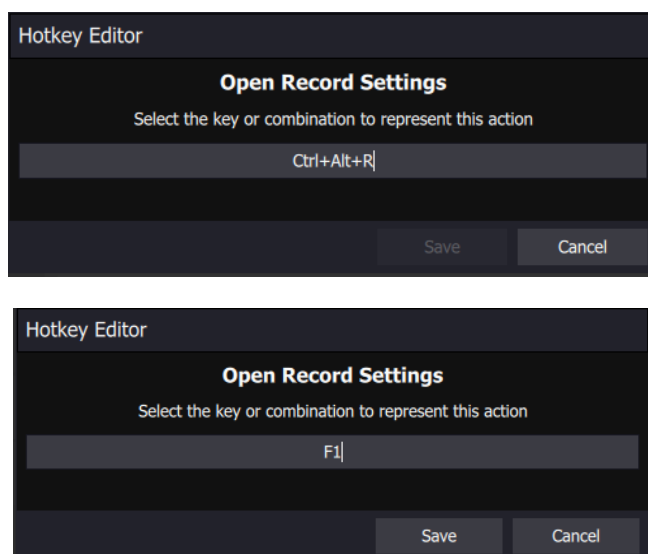 Hotkey Editor
Open Record Settings
Select the key or combination to represent this action
Ctrl+Alt+R
Save Cancel
Hotkey Editor
Open Record Settings
Select the key or combination to represent this action
F1
Save Cancel